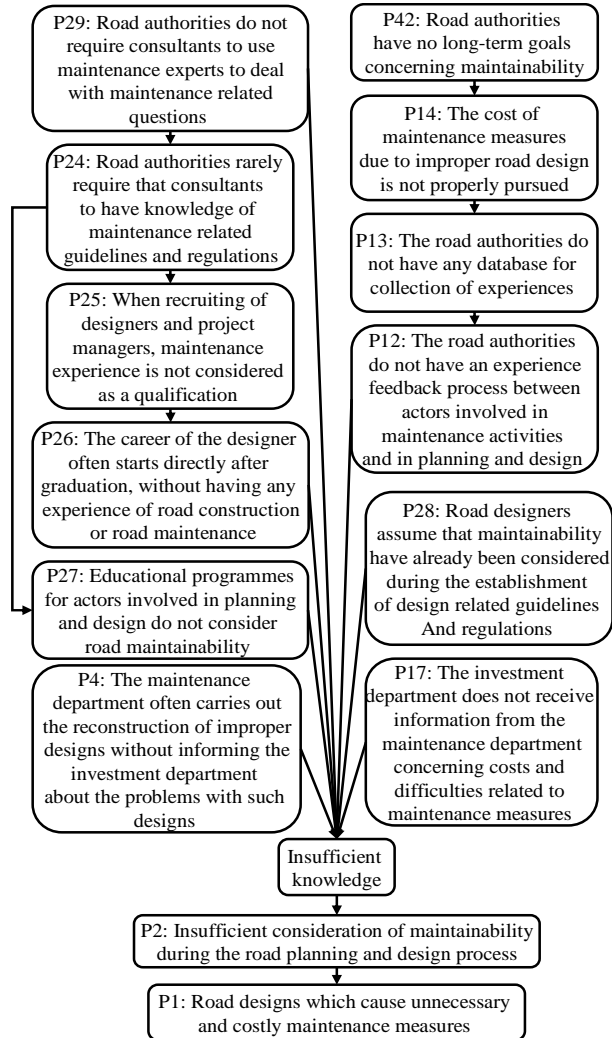 P29: Road authorities do not
require consultants to use
maintenance experts to deal
with maintenance related
questions
P24: Road authorities rarely
require that consultants
to have knowledge of
maintenance related
guidelines and regulations
P25: When recruiting of
designers and project
managers, maintenance
experience is not considered
as a qualification
P26: The career of the designer
often starts directly after
graduation, without having any
experience of road construction
or road maintenance
P27: Educational programmes
for actors involved in planning
and design do not consider
road maintainability
P4: The maintenance
department often carries out
the reconstruction of improper
designs without informing the
investment department
about the problems with such
designs
P42: Road authorities
have no long-term goals
concerning maintainability
P14: The cost of
maintenance measures
due to improper road design
is not properly pursued
P13: The road authorities do
not have any database for
collection of experiences
P12: The road authorities
do not have an experience
feedback process between
actors involved in
maintenance activities
and in planning and design
P28: Road designers
assume that maintainability
have already been considered
during the establishment
of design related guidelines
And regulations
P17: The investment
department does not receive
information from the
maintenance department
concerning costs and
difficulties related to
maintenance measures
Insufficient
knowledge
P2: Insufficient consideration of maintainability
during the road planning and design process
P1: Road designs which cause unnecessary
and costly maintenance measures